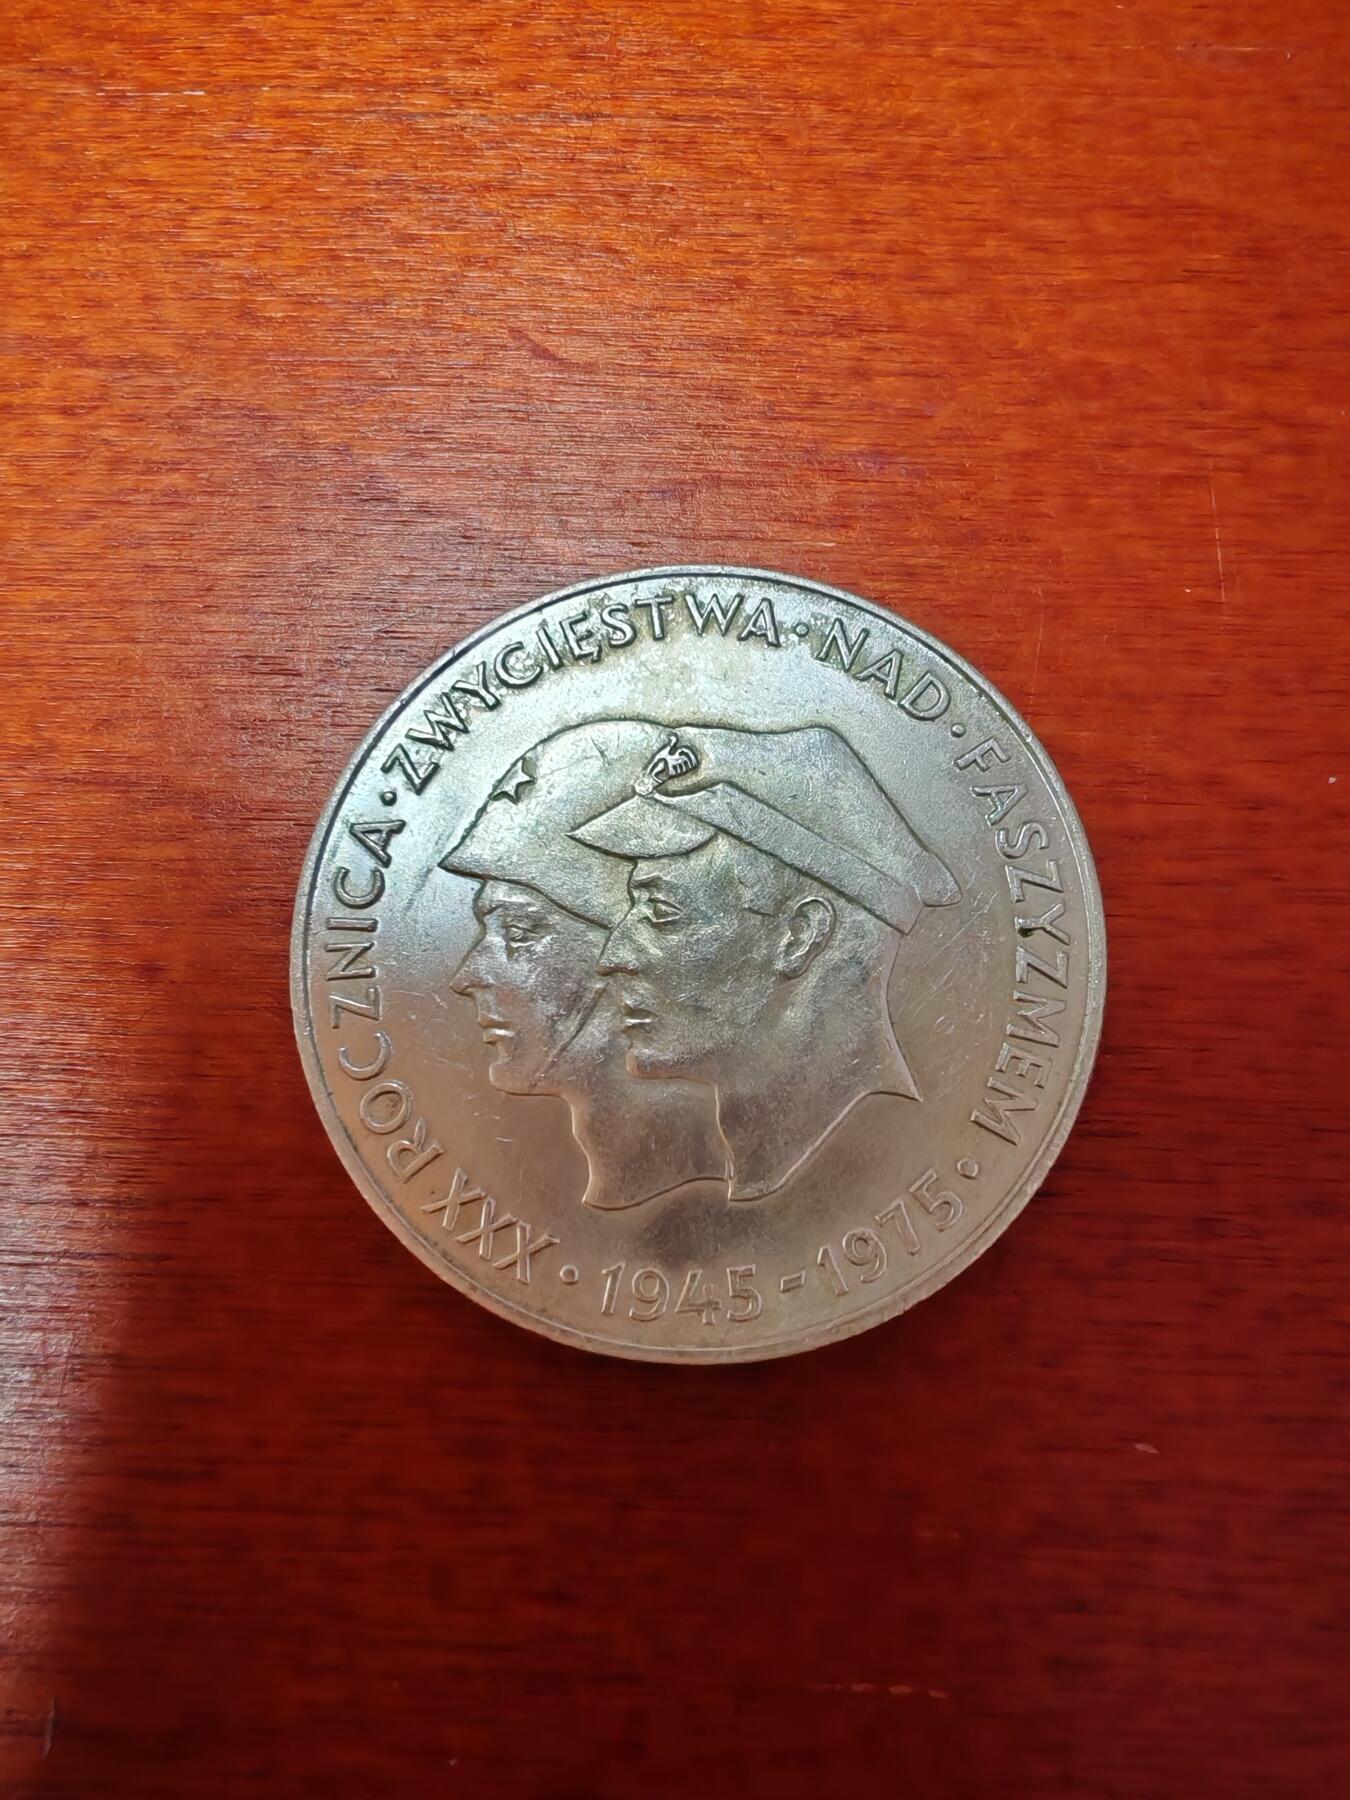 XXX ROCZNICA · ZWYCIĘSTWA · NAD · FASZYZMEM ·
1945-1975 ·